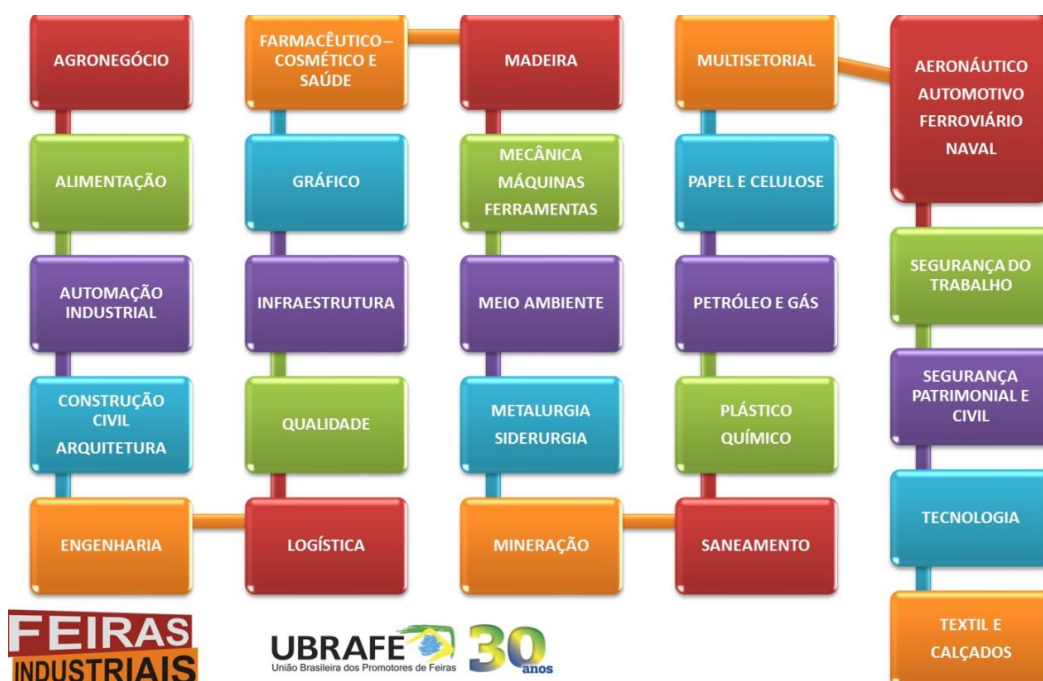 AGRONEGÓCIO
ALIMENTAÇÃO
AUTOMAÇÃO
INDUSTRIAL
CONSTRUÇÃO
CIVIL
ARQUITETURA
ENGENHARIA
LOGÍSTICA
QUALIDADE
INFRAESTRUTURA
GRÁFICO
FARMACÊUTICO –
COSMÉTICO E
SAÚDE
MADEIRA
MECÂNICA
MÁQUINAS
FERRAMENTAS
MEIO AMBIENTE
METALURGIA
SIDERURGIA
MINERAÇÃO
SANEAMENTO
PLÁSTICO
QUÍMICO
PETRÓLEO E GÁS
PAPEL E CELULOSE
MULTISETORIAL
AERONÁUTICO
AUTOMOTIVO
FERROVIÁRIO
NAVAL
SEGURANÇA DO
TRABALHO
SEGURANÇA
PATRIMONIAL E
CIVIL
TECNOLOGIA
TEXTIL E
CALÇADOS
FEIRAS
INDUSTRIAIS
UBRAFE
União Brasileira dos Promotores de Feiras
30
anos